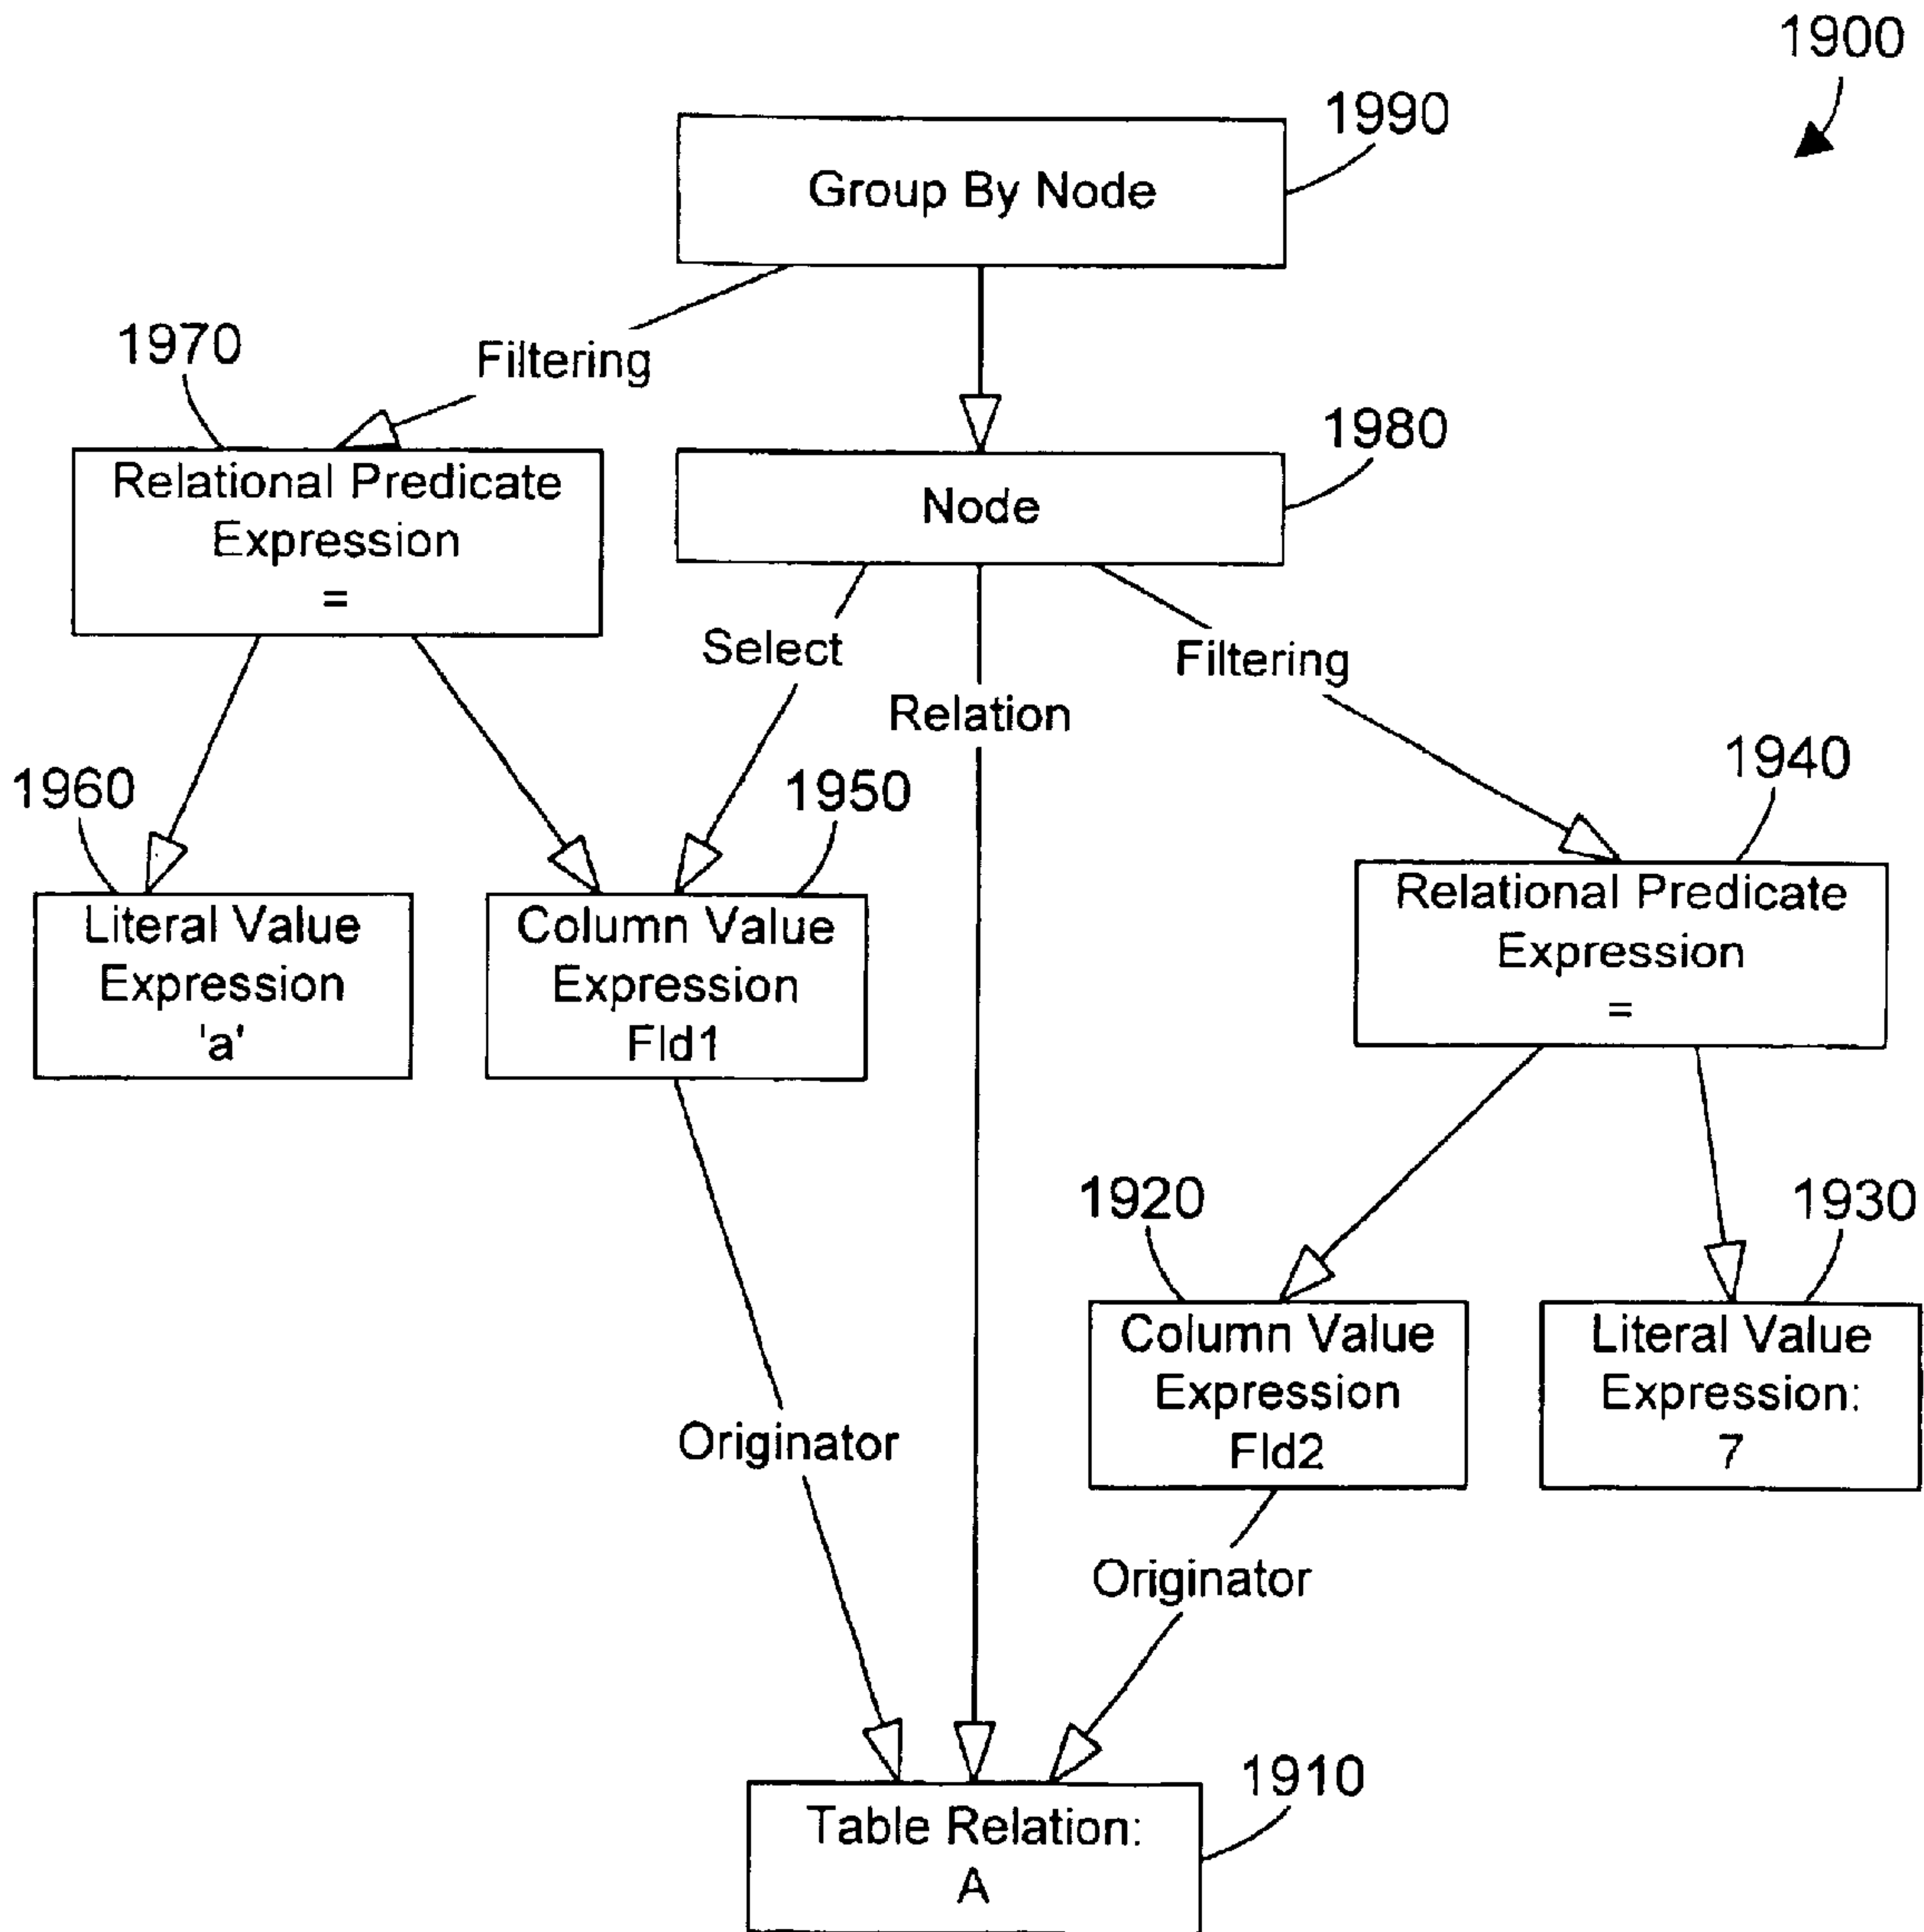 1900
1990
Group By Node
1970
Filtering
1980
Relational Predicate
Expression
=
Node
Select
Filtering
Relation
1960
1950
1940
Literal Value
Expression
'a'
Column Value
Expression
Fld1
Relational Predicate
Expression
=
1920
1930
Column Value
Expression
Fld2
Literal Value
Expression:
7
Originator
Originator
1910
Table Relation:
A